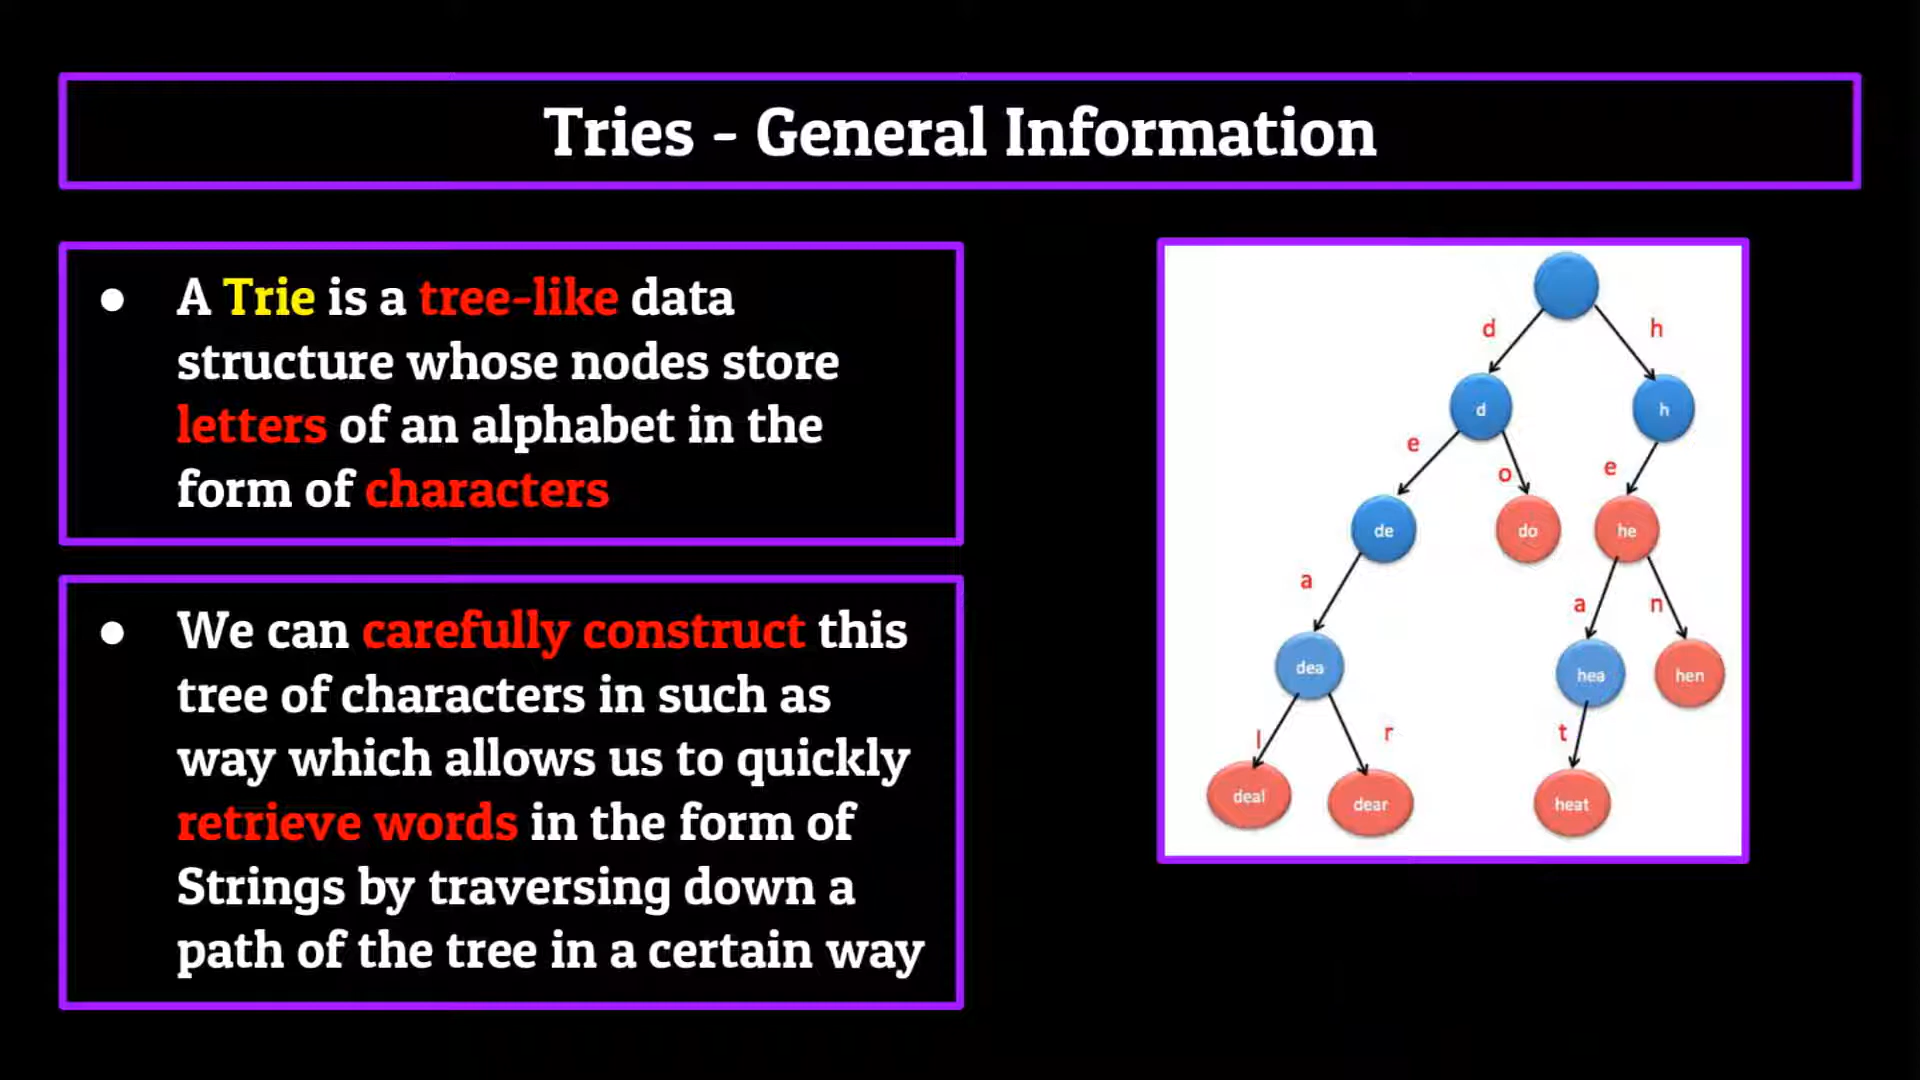 Tries - General Information
● A Trie is a tree-like data
structure whose nodes store
letters of an alphabet in the
form of characters
● We can carefully construct this
tree of characters in such as
way which allows us to quickly
retrieve words in the form of
Strings by traversing down a
path of the tree in a certain way
d h
d h
e o e
de do he
a a n
dea hea hen
l r t
deal dear heat